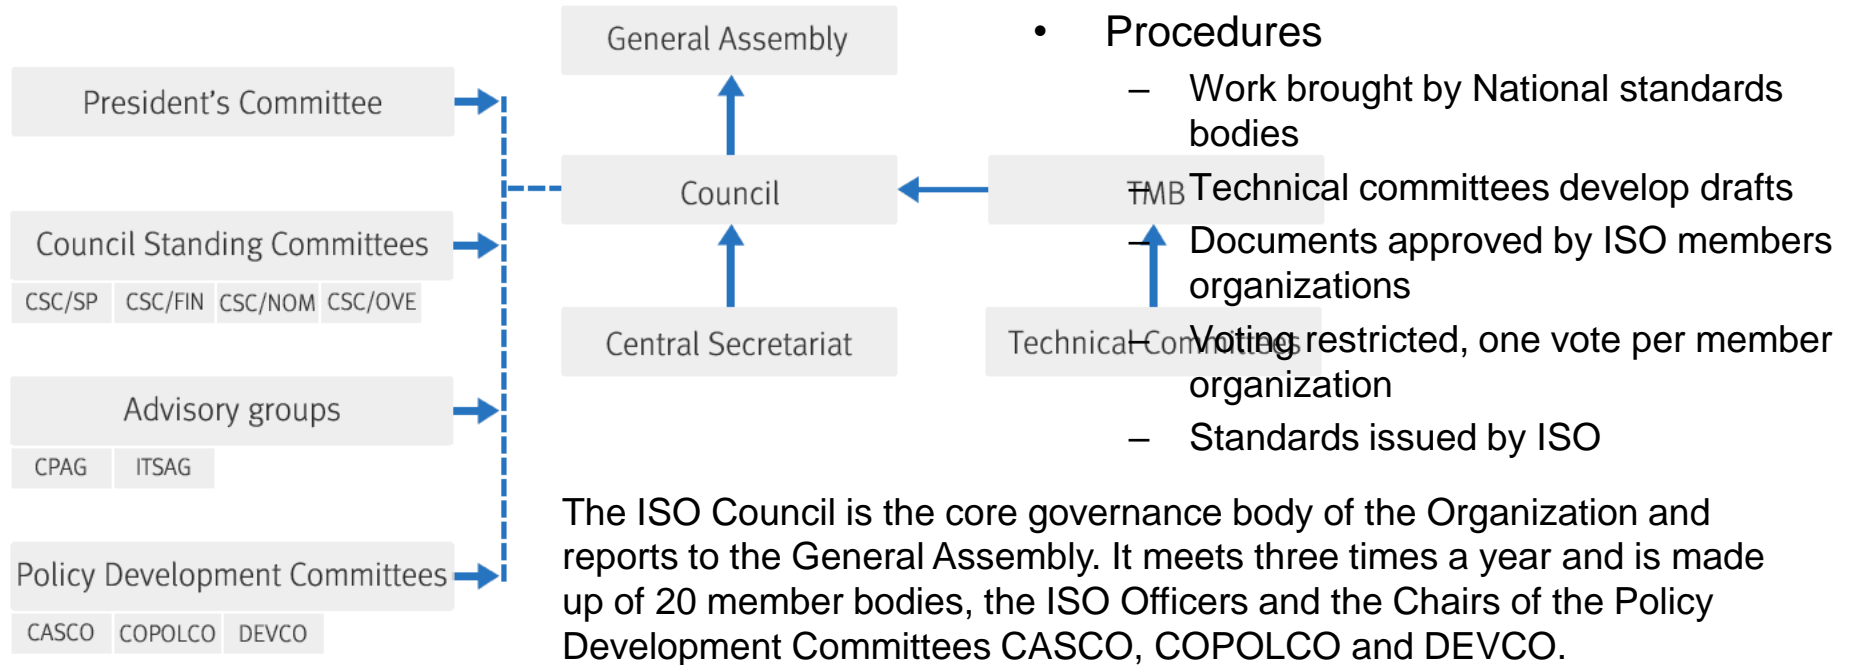 General Assembly
President's Committee
Council
TMB
Council Standing Committees
CSC/SP CSC/FIN CSC/NOM CSC/OVE
Central Secretariat
Technical Committees
Advisory groups
CPAG ITSAG
Policy Development Committees
CASCO COPOLCO DEVCO
• Procedures
– Work brought by National standards
bodies
– Technical committees develop drafts
– Documents approved by ISO members
organizations
– Voting restricted, one vote per member
organization
– Standards issued by ISO
The ISO Council is the core governance body of the Organization and
reports to the General Assembly. It meets three times a year and is made
up of 20 member bodies, the ISO Officers and the Chairs of the Policy
Development Committees CASCO, COPOLCO and DEVCO.